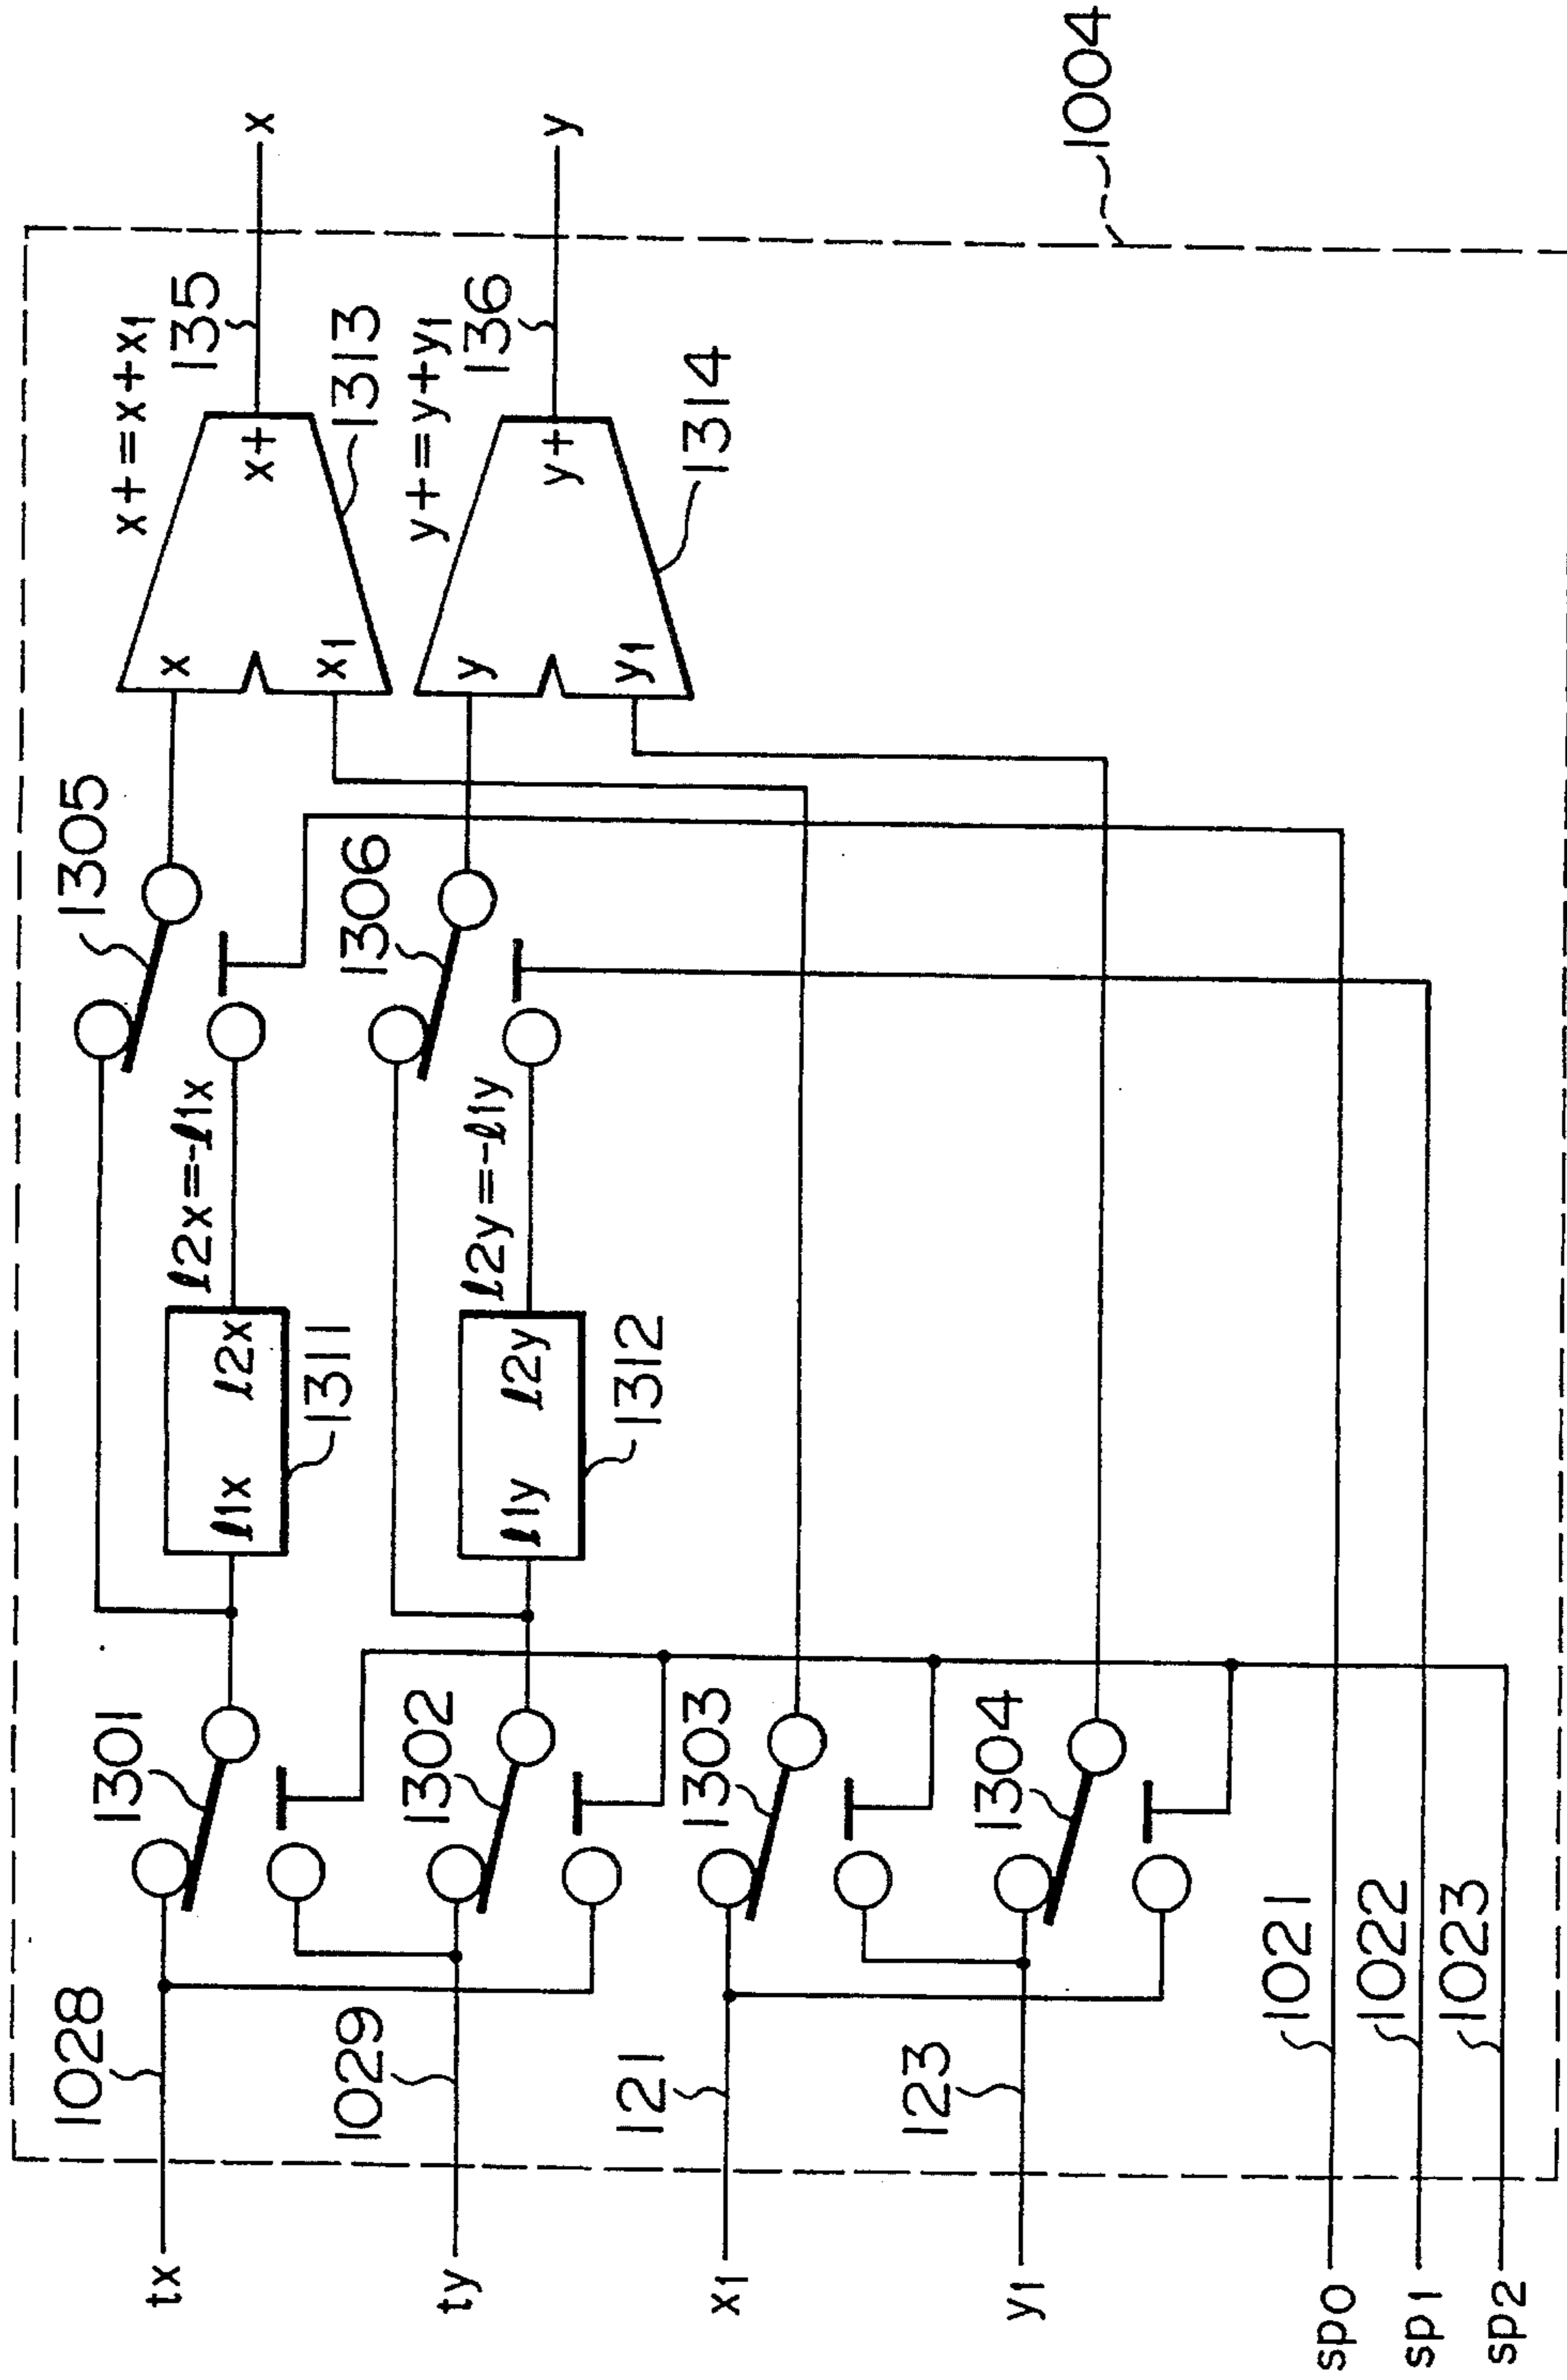 1004
x
y
x+=x+x1
135
1313
y+=y+y1
136
1314
x
x1
x+
y
y1
y+
1305
1306
ℓ2x=-ℓ1x
ℓ2y=-ℓ1y
ℓ1x ℓ2x
1311
ℓ1y ℓ2y
1312
1301
1302
1303
1304
1028
1029
121
123
1021
1022
1023
tx
ty
x1
y1
sp0
sp1
sp2